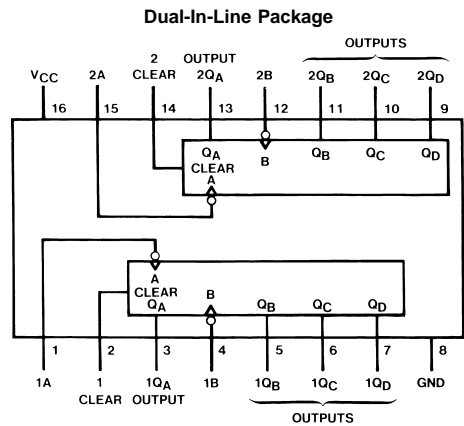 Dual-In-Line Package
OUTPUTS
2 OUTPUT
VCC 2A CLEAR 2QA 2B 2QB 2QC 2QD
16 15 14 13 12 11 10 9
QA B QB QC QD
CLEAR
A
A
CLEAR B
QA QB QC QD
1 2 3 4 5 6 7 8
1A 1 1QA 1B 1QB 1QC 1QD GND
CLEAR OUTPUT
OUTPUTS